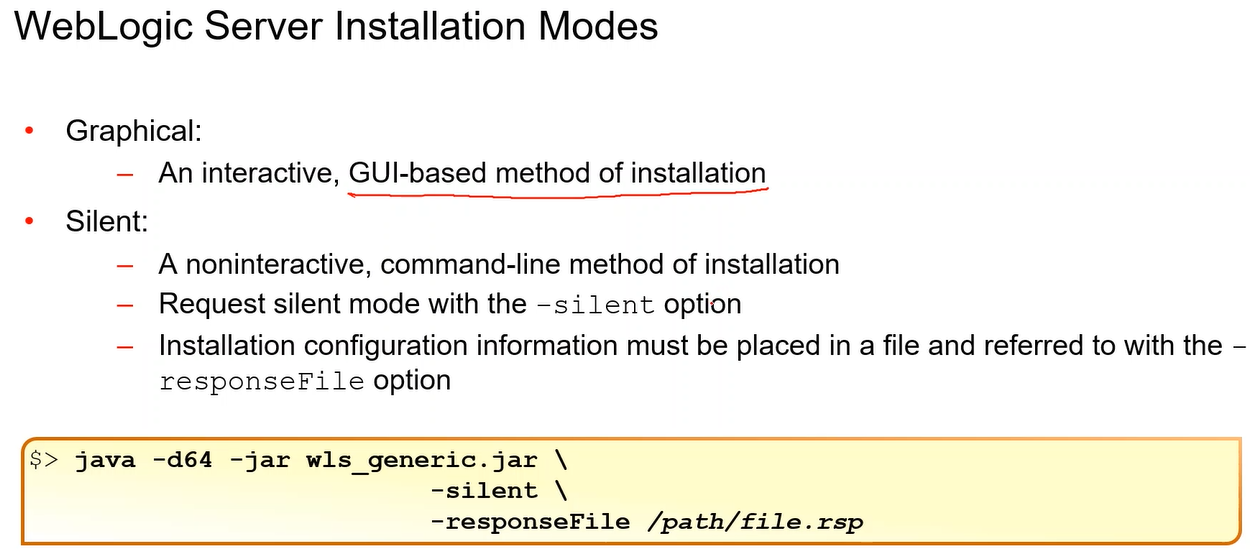 WebLogic Server Installation Modes
• Graphical:
– An interactive, GUI-based method of installation
• Silent:
– A noninteractive, command-line method of installation
– Request silent mode with the –silent option
– Installation configuration information must be placed in a file and referred to with the –
responseFile option
$> java -d64 -jar wls_generic.jar \
-silent \
-responseFile /path/file.rsp